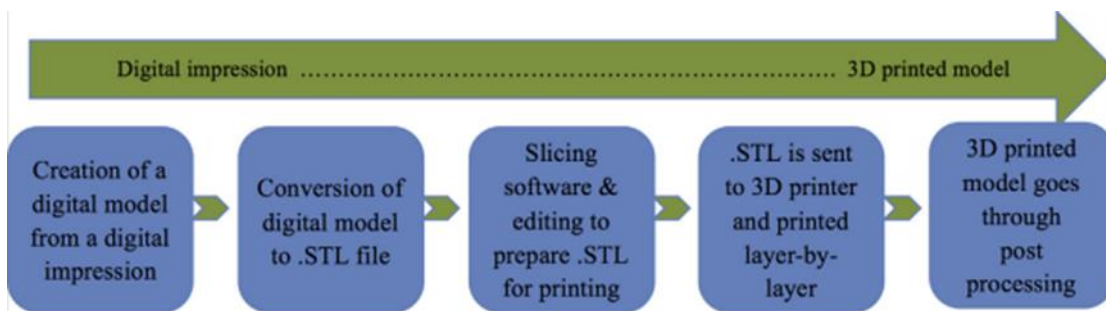 Digital impression ………………………………………………………………… 3D printed model
Creation of a
digital model
from a digital
impression
Conversion of
digital model
to .STL file
Slicing
software &
editing to
prepare .STL
for printing
.STL is sent
to 3D printer
and printed
layer-by-
layer
3D printed
model goes
through
post
processing